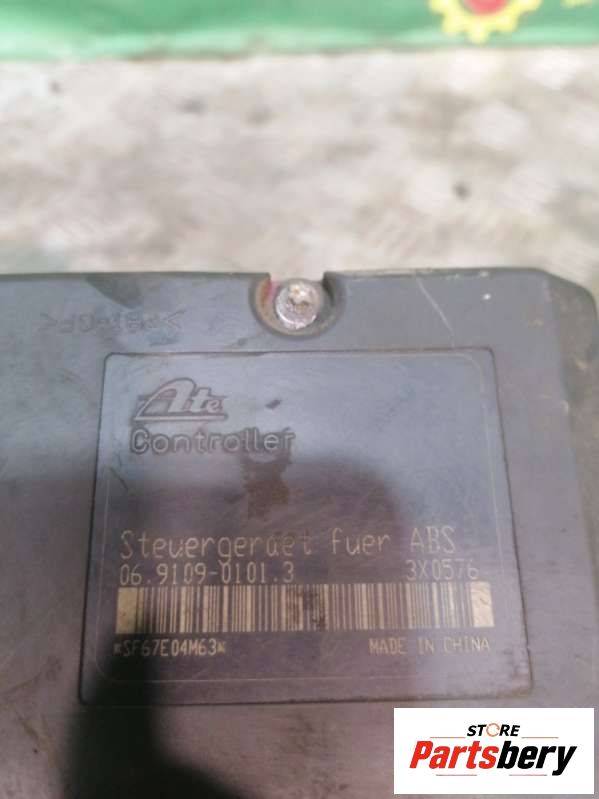 Ate
Controller
Steuergeraet fuer ABS
06.9109-0101.3 3X0576
*SF67E04M63* MADE IN CHINA
STORE
Partsbery